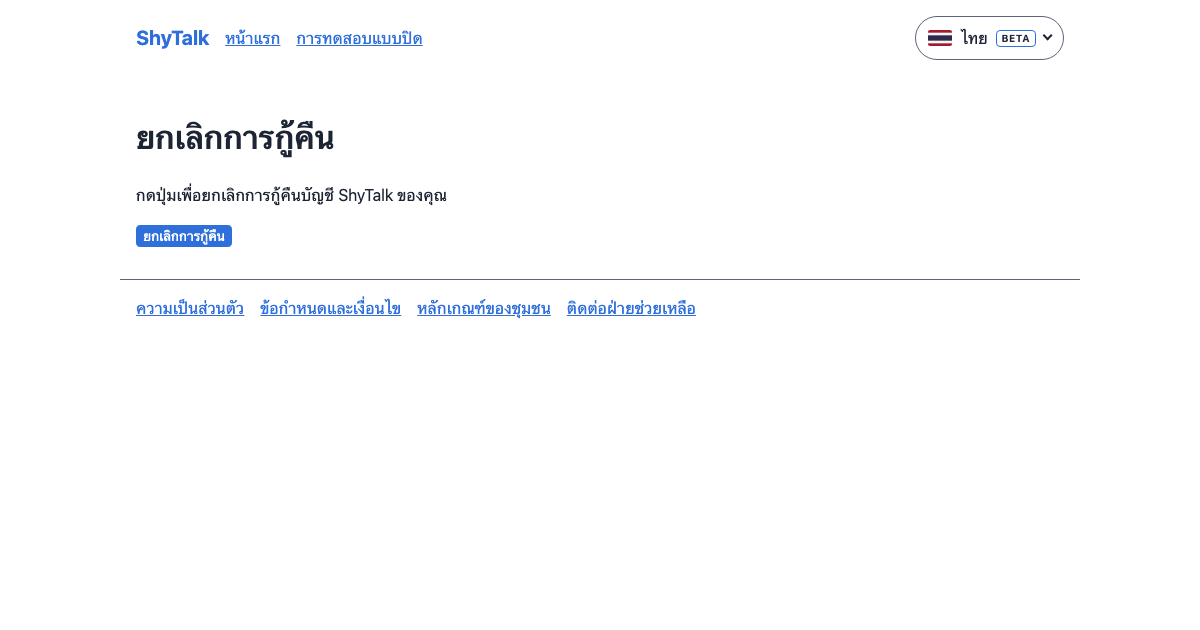 ShyTalk หน้าแรก การทดสอบแบบปิด ไทย BETA
ยกเลิกการกู้คืน
กดปุ่มเพื่อยกเลิกการกู้คืนบัญชี ShyTalk ของคุณ
ยกเลิกการกู้คืน
ความเป็นส่วนตัว ข้อกำหนดและเงื่อนไข หลักเกณฑ์ของชุมชน ติดต่อฝ่ายช่วยเหลือ